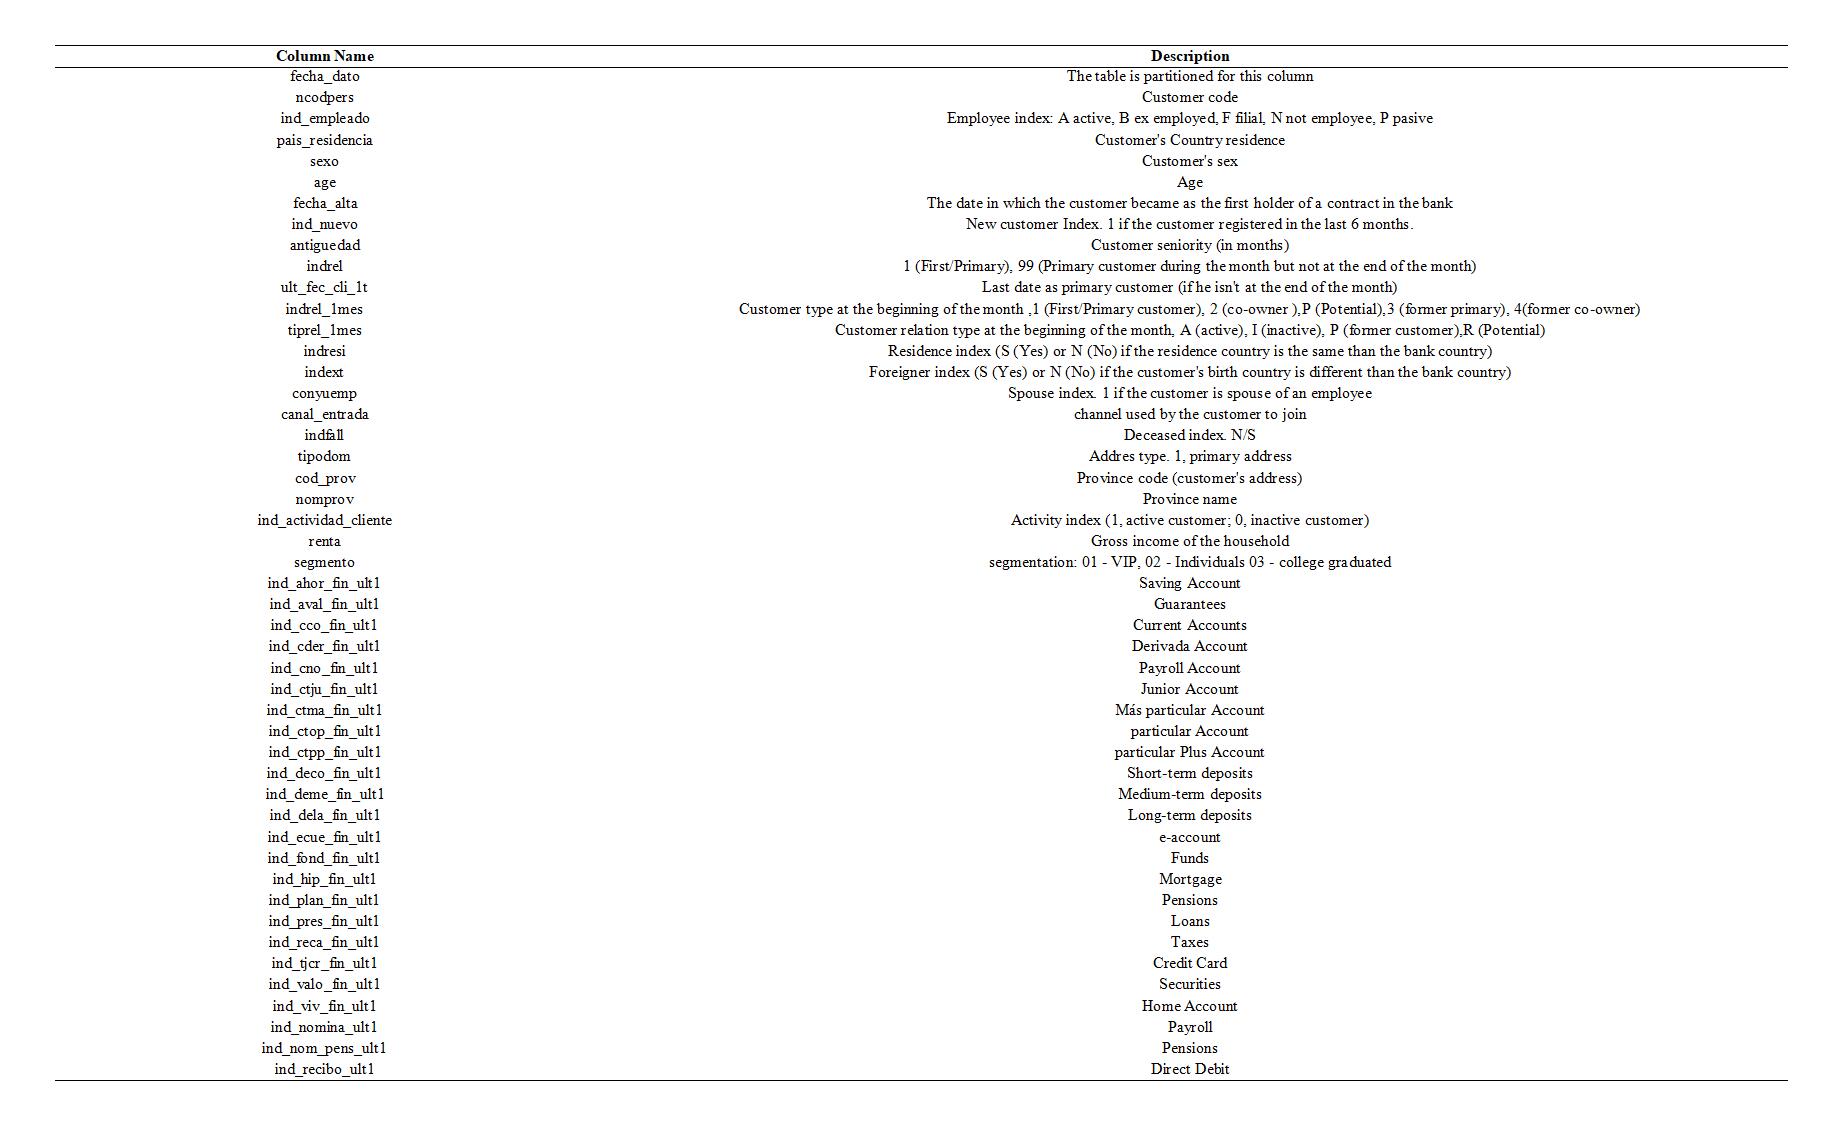 Column Name Description
fecha_dato The table is partitioned for this column
ncodpers Customer code
ind_empleado Employee index: A active, B ex employed, F filial, N not employee, P pasive
pais_residencia Customer's Country residence
sexo Customer's sex
age Age
fecha_alta The date in which the customer became as the first holder of a contract in the bank
ind_nuevo New customer Index. 1 if the customer registered in the last 6 months.
antiguedad Customer seniority (in months)
indrel 1 (First/Primary), 99 (Primary customer during the month but not at the end of the month)
ult_fec_cli_1t Last date as primary customer (if he isn't at the end of the month)
indrel_1mes Customer type at the beginning of the month ,1 (First/Primary customer), 2 (co-owner ),P (Potential),3 (former primary), 4(former co-owner)
tiprel_1mes Customer relation type at the beginning of the month, A (active), I (inactive), P (former customer),R (Potential)
indresi Residence index (S (Yes) or N (No) if the residence country is the same than the bank country)
indext Foreigner index (S (Yes) or N (No) if the customer's birth country is different than the bank country)
conyuemp Spouse index. 1 if the customer is spouse of an employee
canal_entrada channel used by the customer to join
indfall Deceased index. N/S
tipodom Addres type. 1, primary address
cod_prov Province code (customer's address)
nomprov Province name
ind_actividad_cliente Activity index (1, active customer; 0, inactive customer)
renta Gross income of the household
segmento segmentation: 01 - VIP, 02 - Individuals 03 - college graduated
ind_ahor_fin_ult1 Saving Account
ind_aval_fin_ult1 Guarantees
ind_cco_fin_ult1 Current Accounts
ind_cder_fin_ult1 Derivada Account
ind_cno_fin_ult1 Payroll Account
ind_ctju_fin_ult1 Junior Account
ind_ctma_fin_ult1 Más particular Account
ind_ctop_fin_ult1 particular Account
ind_ctpp_fin_ult1 particular Plus Account
ind_deco_fin_ult1 Short-term deposits
ind_deme_fin_ult1 Medium-term deposits
ind_dela_fin_ult1 Long-term deposits
ind_ecue_fin_ult1 e-account
ind_fond_fin_ult1 Funds
ind_hip_fin_ult1 Mortgage
ind_plan_fin_ult1 Pensions
ind_pres_fin_ult1 Loans
ind_reca_fin_ult1 Taxes
ind_tjcr_fin_ult1 Credit Card
ind_valo_fin_ult1 Securities
ind_viv_fin_ult1 Home Account
ind_nomina_ult1 Payroll
ind_nom_pens_ult1 Pensions
ind_recibo_ult1 Direct Debit